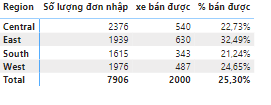 Region Số lượng đơn nhập xe bán được % bán được
Central 2376 540 22,73%
East 1939 630 32,49%
South 1615 343 21,24%
West 1976 487 24,65%
Total 7906 2000 25,30%